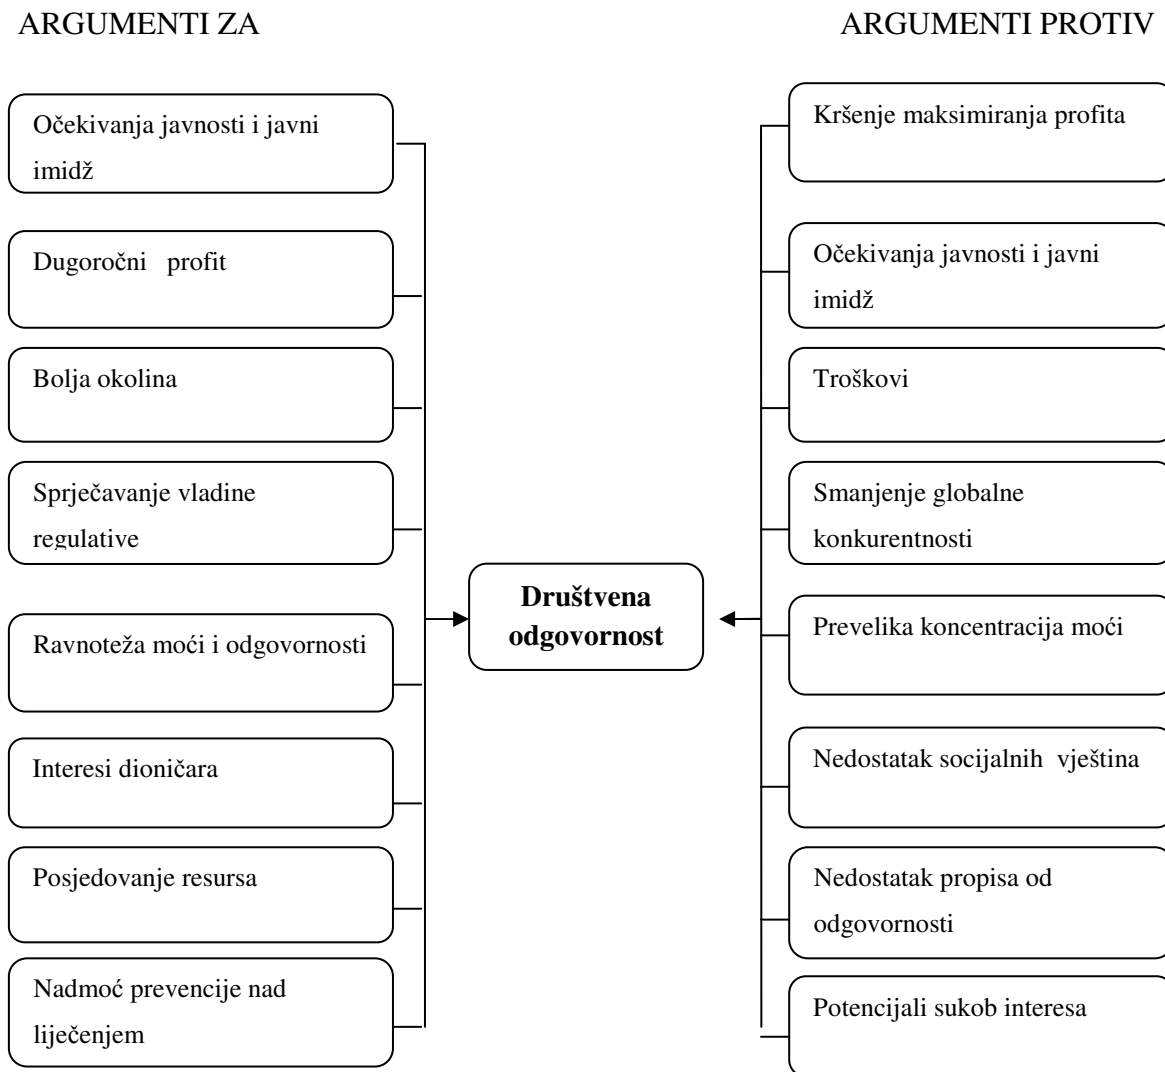 ARGUMENTI ZA
Očekivanja javnosti i javni
imidž
Dugoročni profit
Bolja okolina
Sprječavanje vladine
regulative
Ravnoteža moći i odgovornosti
Interesi dioničara
Posjedovanje resursa
Nadmoć prevencije nad
liječenjem
Društvena
odgovornost
ARGUMENTI PROTIV
Kršenje maksimiranja profita
Očekivanja javnosti i javni
imidž
Troškovi
Smanjenje globalne
konkurentnosti
Prevelika koncentracija moći
Nedostatak socijalnih vještina
Nedostatak propisa od
odgovornosti
Potencijali sukob interesa